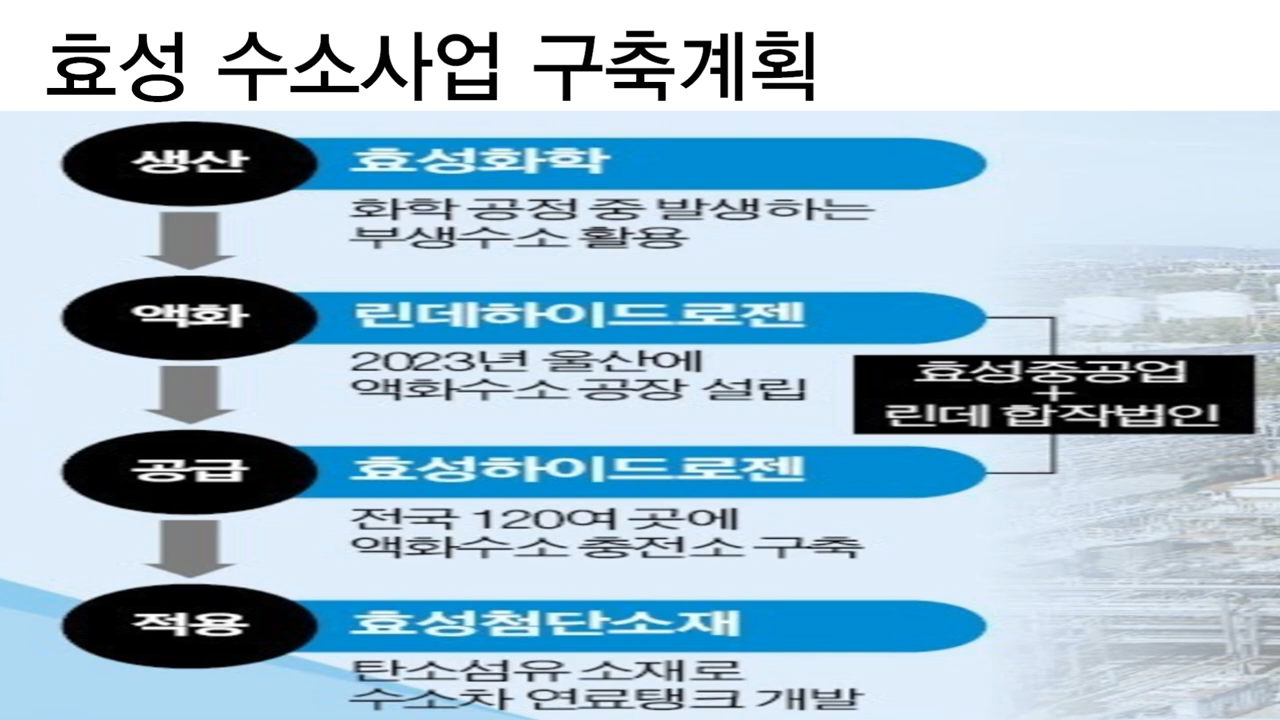 효성 수소사업 구축계획
생산
효성화학
화학 공정 중 발생하는
부생수소 활용
액화
린데하이드로젠
2023년 울산에
액화수소 공장 설립
효성중공업
+
린데 합작법인
공급
효성하이드로젠
전국 120여 곳에
액화수소 충전소 구축
적용
효성첨단소재
탄소섬유 소재로
수소차 연료탱크 개발